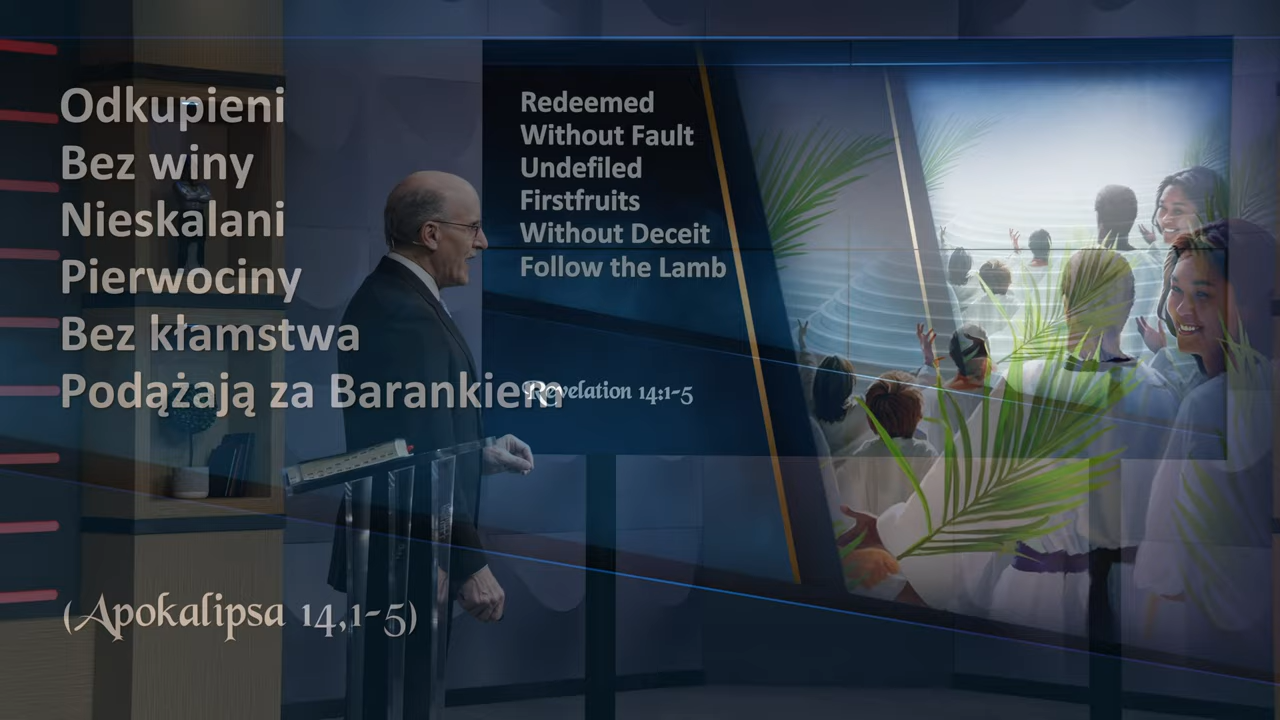 Odkupieni
Bez winy
Nieskalani
Pierwociny
Bez kłamstwa
Podążają za Barankiem
(Apokalipsa 14,1-5)
Redeemed
Without Fault
Undefiled
Firstfruits
Without Deceit
Follow the Lamb
Revelation 14:1-5